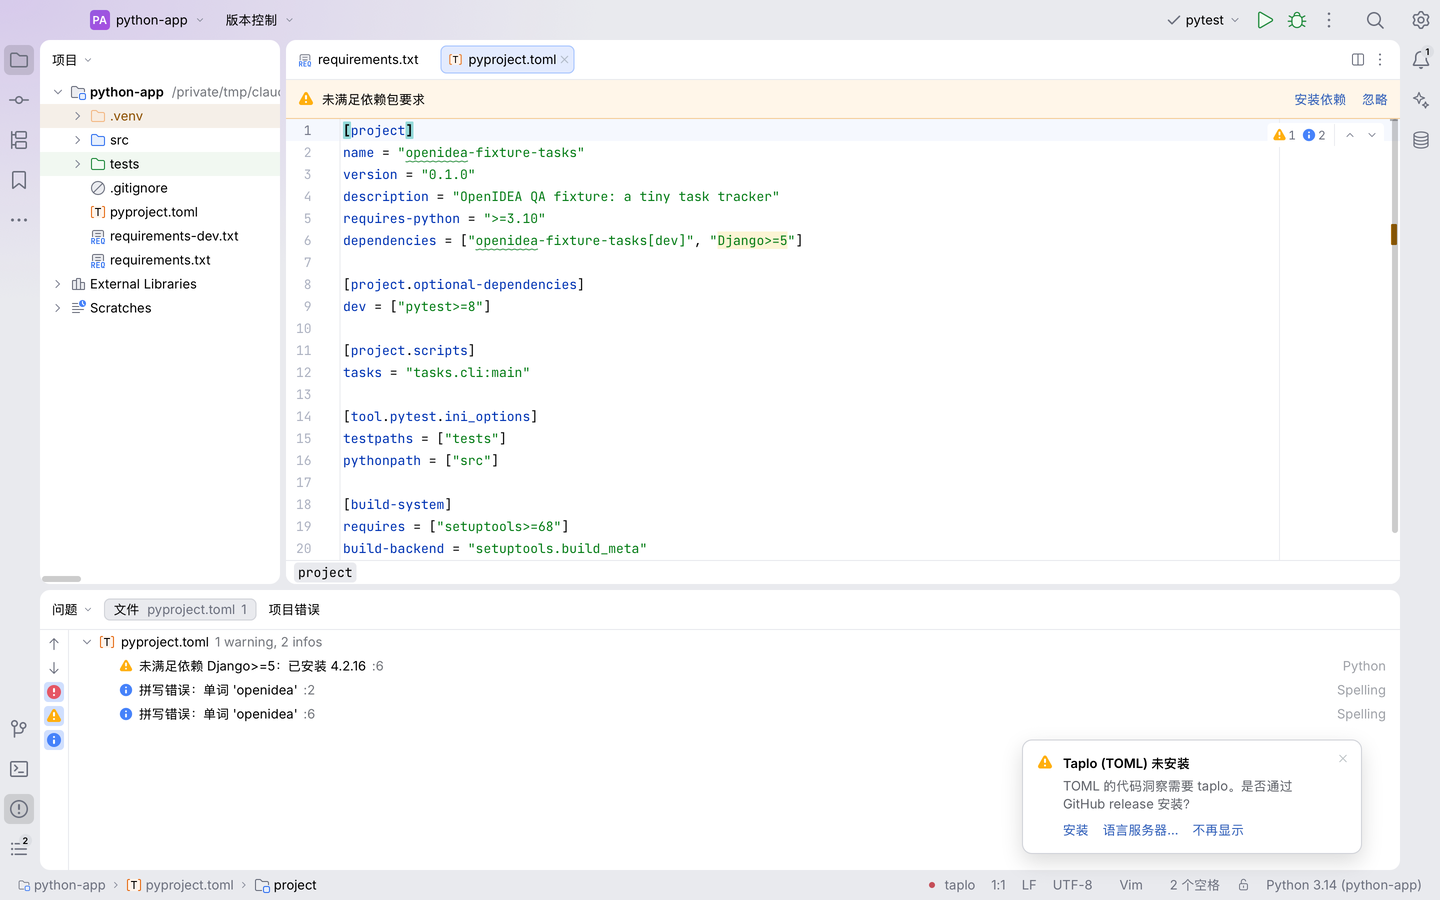 PA python-app 版本控制 pytest
项目
python-app /private/tmp/clauc
.venv
src
tests
.gitignore
[T] pyproject.toml
REQ requirements-dev.txt
REQ requirements.txt
External Libraries
Scratches
REQ requirements.txt [T] pyproject.toml
1
未满足依赖包要求 安装依赖 忽略
1 2
1 [project]
2 name = "openidea-fixture-tasks"
3 version = "0.1.0"
4 description = "OpenIDEA QA fixture: a tiny task tracker"
5 requires-python = ">=3.10"
6 dependencies = ["openidea-fixture-tasks[dev]", "Django>=5"]
7
8 [project.optional-dependencies]
9 dev = ["pytest>=8"]
10
11 [project.scripts]
12 tasks = "tasks.cli:main"
13
14 [tool.pytest.ini_options]
15 testpaths = ["tests"]
16 pythonpath = ["src"]
17
18 [build-system]
19 requires = ["setuptools>=68"]
20 build-backend = "setuptools.build_meta"
project
问题 文件 pyproject.toml 1 项目错误
[T] pyproject.toml 1 warning, 2 infos
未满足依赖 Django>=5：已安装 4.2.16 :6 Python
拼写错误：单词 'openidea' :2 Spelling
拼写错误：单词 'openidea' :6 Spelling
Taplo (TOML) 未安装
TOML 的代码洞察需要 taplo。是否通过
GitHub release 安装?
安装 语言服务器... 不再显示
2
python-app [T] pyproject.toml project taplo 1:1 LF UTF-8 Vim 2 个空格 Python 3.14 (python-app)